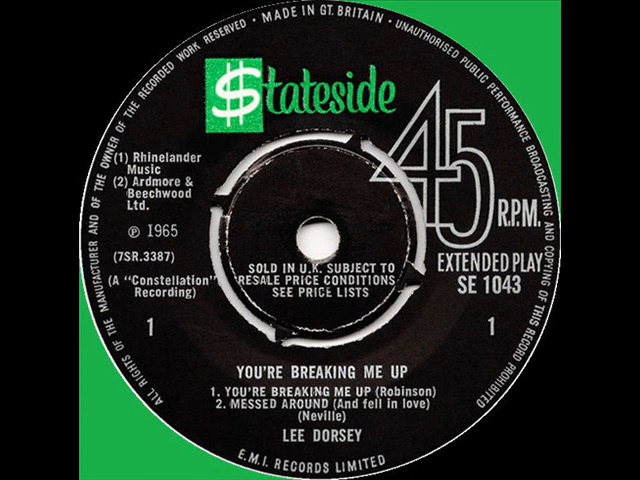 ALL RIGHTS OF THE MANUFACTURER AND OF THE OWNER OF THE RECORDED WORK RESERVED • MADE IN GT. BRITAIN • UNAUTHORISED PUBLIC PERFORMANCE BROADCASTING AND COPYING OF THIS RECORD PROHIBITED
$tateside
45
R.P.M.
(1) Rhinelander
Music
(2) Ardmore &
Beechwood
Ltd.
℗ 1965
(7SR.3387)
(A "Constellation"
Recording)
EXTENDED PLAY
SE 1043
SOLD IN U.K. SUBJECT TO
RESALE PRICE CONDITIONS
SEE PRICE LISTS
1
1
YOU'RE BREAKING ME UP
1. YOU'RE BREAKING ME UP (Robinson)
2. MESSED AROUND (And fell in love)
(Neville)
LEE DORSEY
E.M.I. RECORDS LIMITED